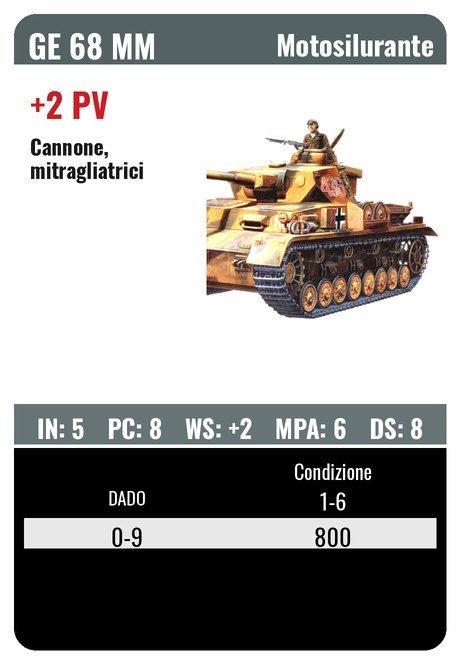 GE 68 MM
Motosilurante
+2 PV
Cannone,
mitragliatrici
IN: 5 PC: 8 WS: +2 MPA: 6 DS: 8
Condizione
DADO 1-6
0-9 800